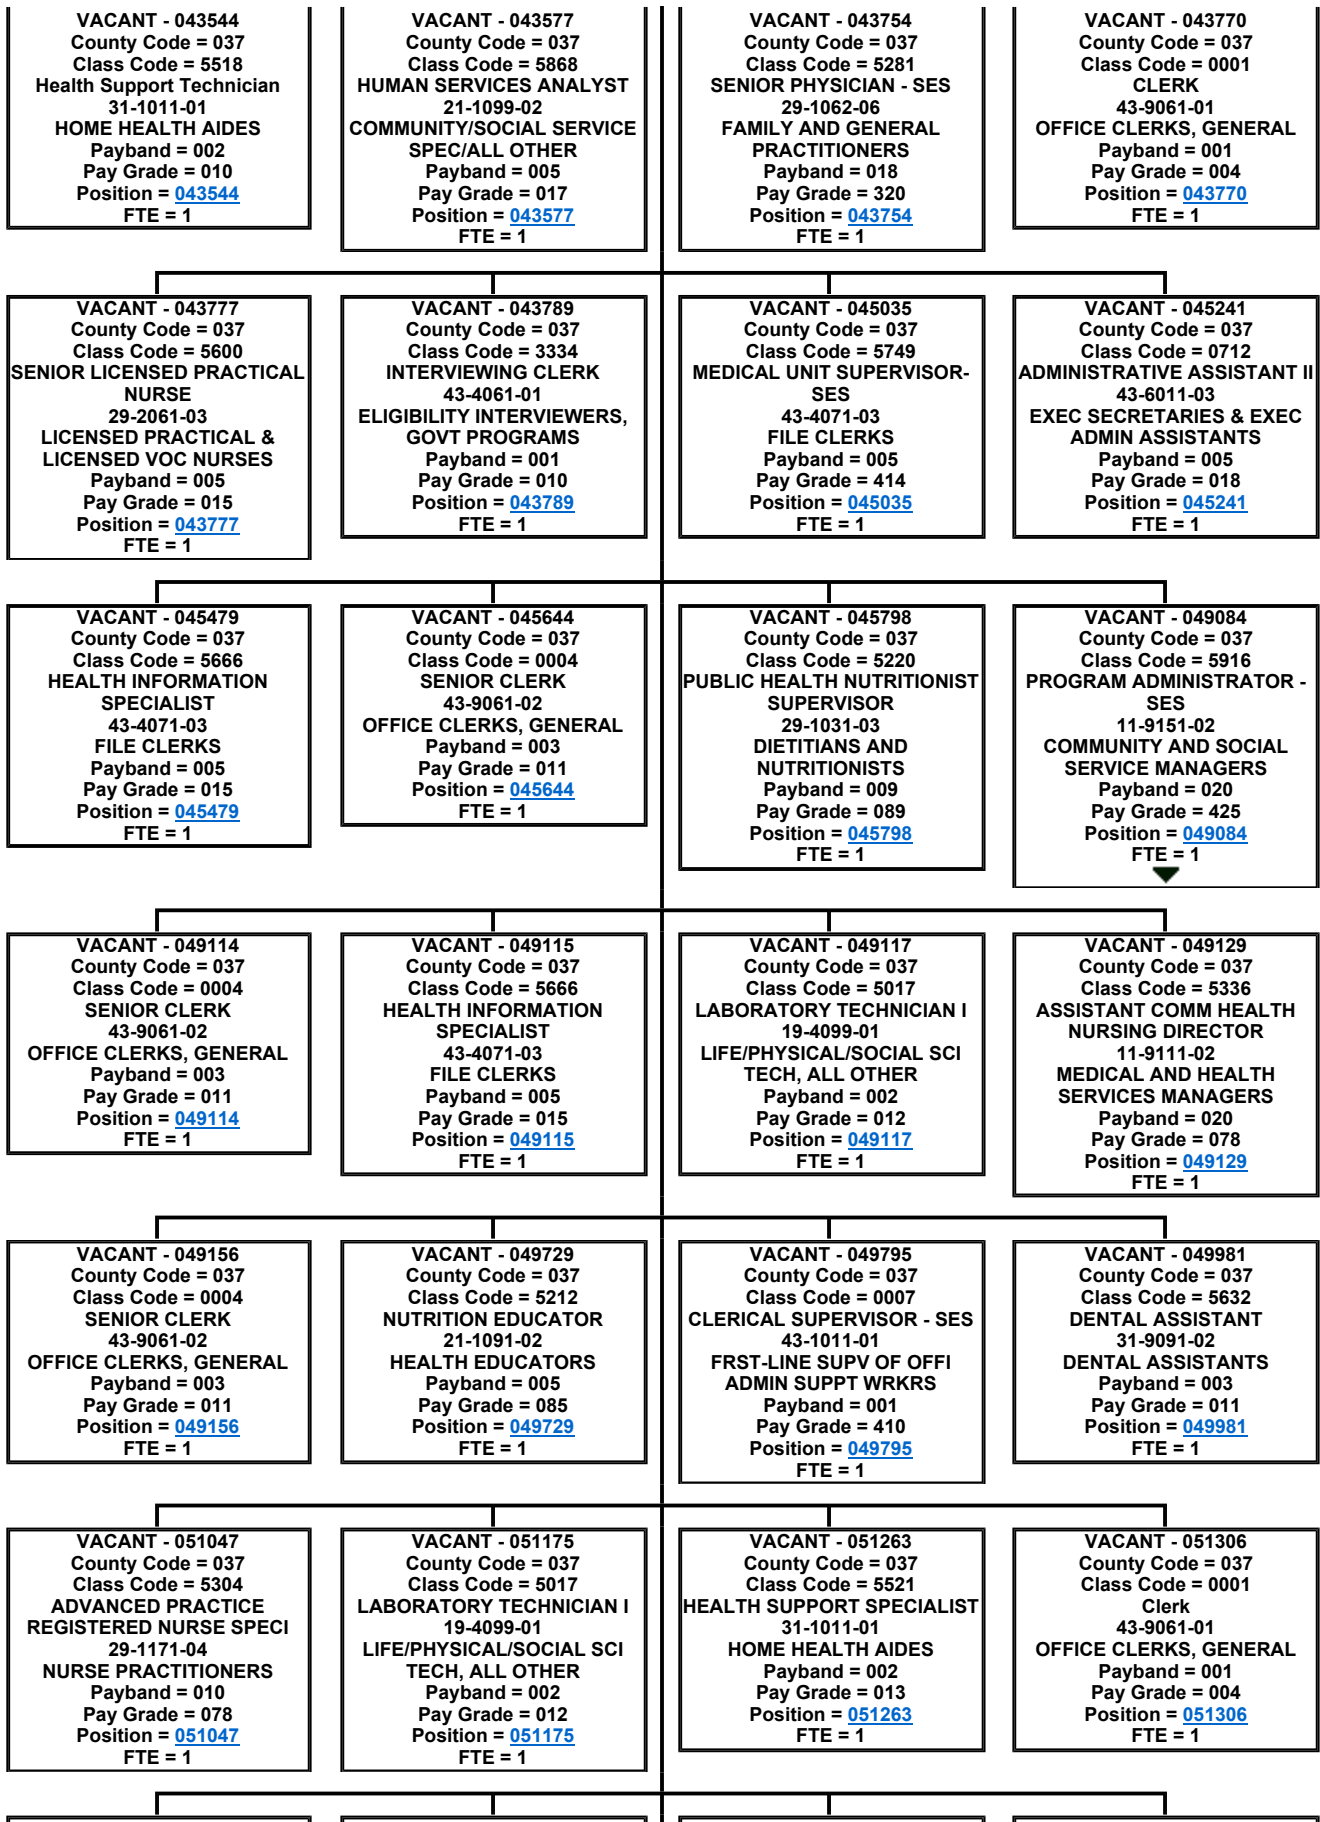 VACANT - 043544
County Code = 037
Class Code = 5518
Health Support Technician
31-1011-01
HOME HEALTH AIDES
Payband = 002
Pay Grade = 010
Position = 043544
FTE = 1
VACANT - 043577
County Code = 037
Class Code = 5868
HUMAN SERVICES ANALYST
21-1099-02
COMMUNITY/SOCIAL SERVICE
SPEC/ALL OTHER
Payband = 005
Pay Grade = 017
Position = 043577
FTE = 1
VACANT - 043754
County Code = 037
Class Code = 5281
SENIOR PHYSICIAN - SES
29-1062-06
FAMILY AND GENERAL
PRACTITIONERS
Payband = 018
Pay Grade = 320
Position = 043754
FTE = 1
VACANT - 043770
County Code = 037
Class Code = 0001
CLERK
43-9061-01
OFFICE CLERKS, GENERAL
Payband = 001
Pay Grade = 004
Position = 043770
FTE = 1
VACANT - 043777
County Code = 037
Class Code = 5600
SENIOR LICENSED PRACTICAL
NURSE
29-2061-03
LICENSED PRACTICAL &
LICENSED VOC NURSES
Payband = 005
Pay Grade = 015
Position = 043777
FTE = 1
VACANT - 043789
County Code = 037
Class Code = 3334
INTERVIEWING CLERK
43-4061-01
ELIGIBILITY INTERVIEWERS,
GOVT PROGRAMS
Payband = 001
Pay Grade = 010
Position = 043789
FTE = 1
VACANT - 045035
County Code = 037
Class Code = 5749
MEDICAL UNIT SUPERVISOR-
SES
43-4071-03
FILE CLERKS
Payband = 005
Pay Grade = 414
Position = 045035
FTE = 1
VACANT - 045241
County Code = 037
Class Code = 0712
ADMINISTRATIVE ASSISTANT II
43-6011-03
EXEC SECRETARIES & EXEC
ADMIN ASSISTANTS
Payband = 005
Pay Grade = 018
Position = 045241
FTE = 1
VACANT - 045479
County Code = 037
Class Code = 5666
HEALTH INFORMATION
SPECIALIST
43-4071-03
FILE CLERKS
Payband = 005
Pay Grade = 015
Position = 045479
FTE = 1
VACANT - 045644
County Code = 037
Class Code = 0004
SENIOR CLERK
43-9061-02
OFFICE CLERKS, GENERAL
Payband = 003
Pay Grade = 011
Position = 045644
FTE = 1
VACANT - 045798
County Code = 037
Class Code = 5220
PUBLIC HEALTH NUTRITIONIST
SUPERVISOR
29-1031-03
DIETITIANS AND
NUTRITIONISTS
Payband = 009
Pay Grade = 089
Position = 045798
FTE = 1
VACANT - 049084
County Code = 037
Class Code = 5916
PROGRAM ADMINISTRATOR -
SES
11-9151-02
COMMUNITY AND SOCIAL
SERVICE MANAGERS
Payband = 020
Pay Grade = 425
Position = 049084
FTE = 1
VACANT - 049114
County Code = 037
Class Code = 0004
SENIOR CLERK
43-9061-02
OFFICE CLERKS, GENERAL
Payband = 003
Pay Grade = 011
Position = 049114
FTE = 1
VACANT - 049115
County Code = 037
Class Code = 5666
HEALTH INFORMATION
SPECIALIST
43-4071-03
FILE CLERKS
Payband = 005
Pay Grade = 015
Position = 049115
FTE = 1
VACANT - 049117
County Code = 037
Class Code = 5017
LABORATORY TECHNICIAN I
19-4099-01
LIFE/PHYSICAL/SOCIAL SCI
TECH, ALL OTHER
Payband = 002
Pay Grade = 012
Position = 049117
FTE = 1
VACANT - 049129
County Code = 037
Class Code = 5336
ASSISTANT COMM HEALTH
NURSING DIRECTOR
11-9111-02
MEDICAL AND HEALTH
SERVICES MANAGERS
Payband = 020
Pay Grade = 078
Position = 049129
FTE = 1
VACANT - 049156
County Code = 037
Class Code = 0004
SENIOR CLERK
43-9061-02
OFFICE CLERKS, GENERAL
Payband = 003
Pay Grade = 011
Position = 049156
FTE = 1
VACANT - 049729
County Code = 037
Class Code = 5212
NUTRITION EDUCATOR
21-1091-02
HEALTH EDUCATORS
Payband = 005
Pay Grade = 085
Position = 049729
FTE = 1
VACANT - 049795
County Code = 037
Class Code = 0007
CLERICAL SUPERVISOR - SES
43-1011-01
FRST-LINE SUPV OF OFFI
ADMIN SUPPT WRKRS
Payband = 001
Pay Grade = 410
Position = 049795
FTE = 1
VACANT - 049981
County Code = 037
Class Code = 5632
DENTAL ASSISTANT
31-9091-02
DENTAL ASSISTANTS
Payband = 003
Pay Grade = 011
Position = 049981
FTE = 1
VACANT - 051047
County Code = 037
Class Code = 5304
ADVANCED PRACTICE
REGISTERED NURSE SPECI
29-1171-04
NURSE PRACTITIONERS
Payband = 010
Pay Grade = 078
Position = 051047
FTE = 1
VACANT - 051175
County Code = 037
Class Code = 5017
LABORATORY TECHNICIAN I
19-4099-01
LIFE/PHYSICAL/SOCIAL SCI
TECH, ALL OTHER
Payband = 002
Pay Grade = 012
Position = 051175
FTE = 1
VACANT - 051263
County Code = 037
Class Code = 5521
HEALTH SUPPORT SPECIALIST
31-1011-01
HOME HEALTH AIDES
Payband = 002
Pay Grade = 013
Position = 051263
FTE = 1
VACANT - 051306
County Code = 037
Class Code = 0001
Clerk
43-9061-01
OFFICE CLERKS, GENERAL
Payband = 001
Pay Grade = 004
Position = 051306
FTE = 1